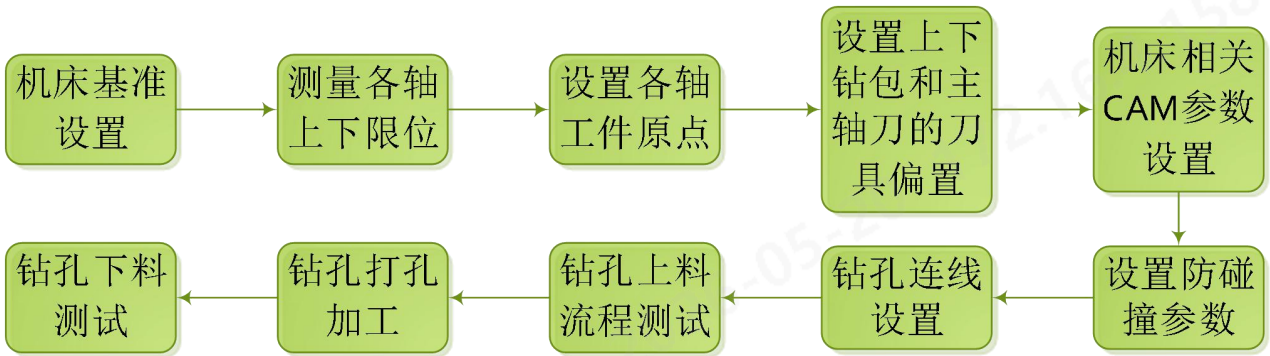 机床基准
设置
测量各轴
上下限位
设置各轴
工件原点
设置上下
钻包和主
轴刀的刀
具偏置
机床相关
CAM参数
设置
设置防碰
撞参数
钻孔连线
设置
钻孔上料
流程测试
钻孔打孔
加工
钻孔下料
测试